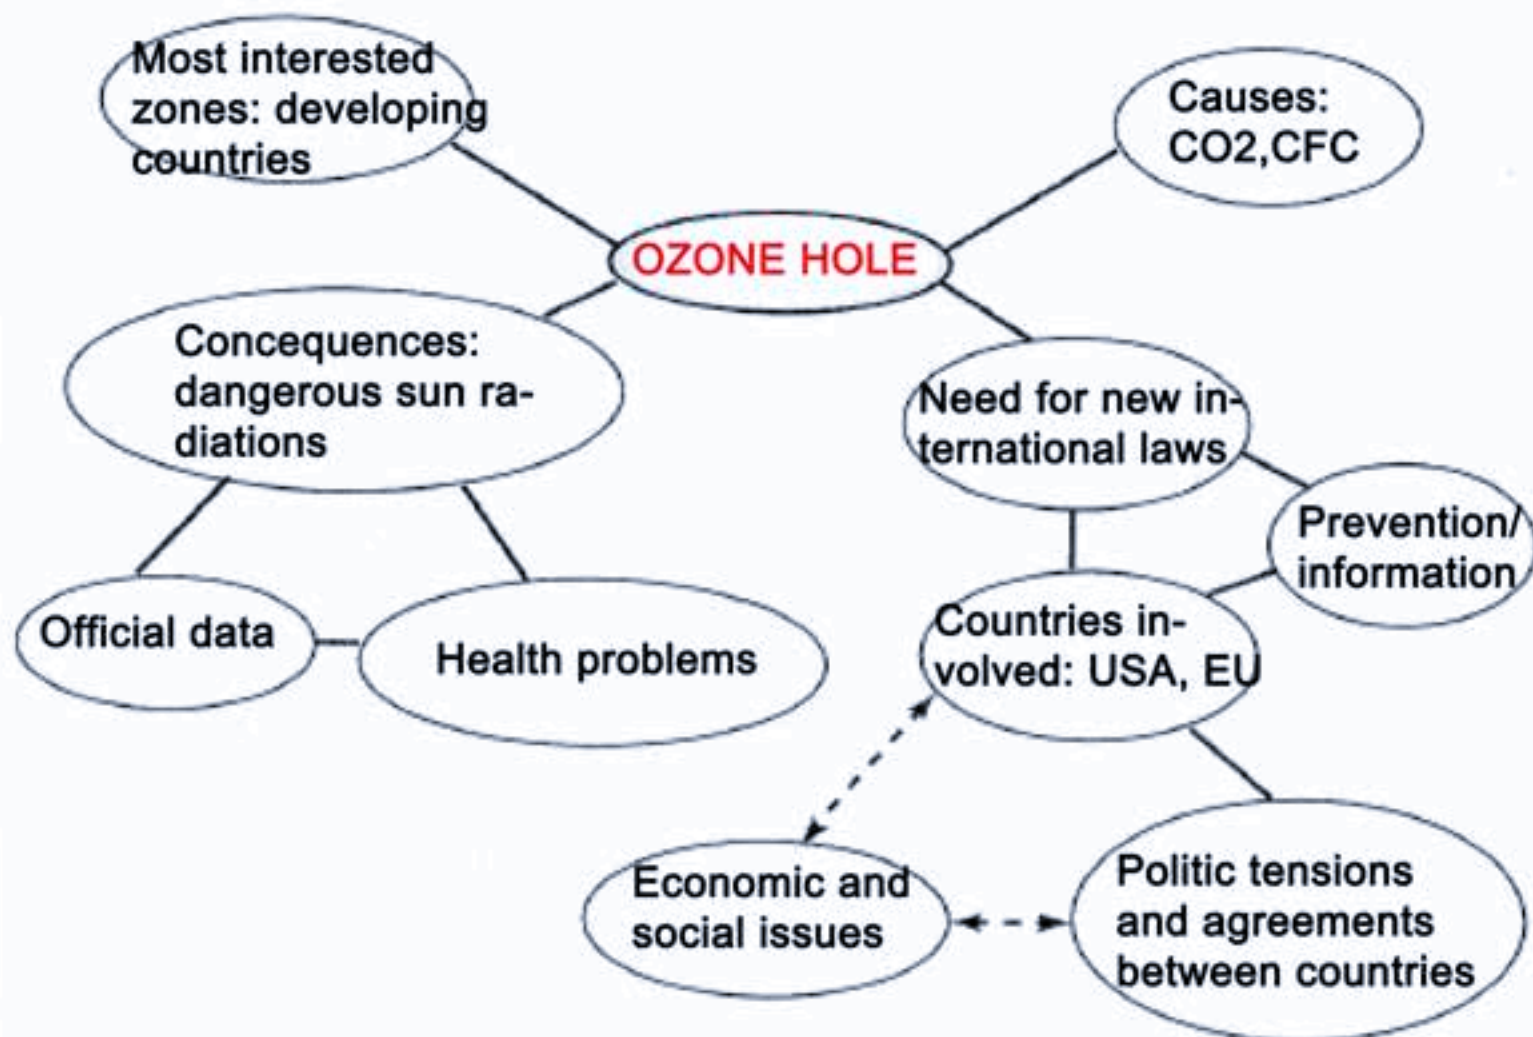 Most interested
zones: developing
countries
Causes:
CO2,CFC
OZONE HOLE
Concequences:
dangerous sun ra-
diations
Need for new in-
ternational laws
Prevention/
information
Official data
Health problems
Countries in-
volved: USA, EU
Economic and
social issues
Politic tensions
and agreements
between countries